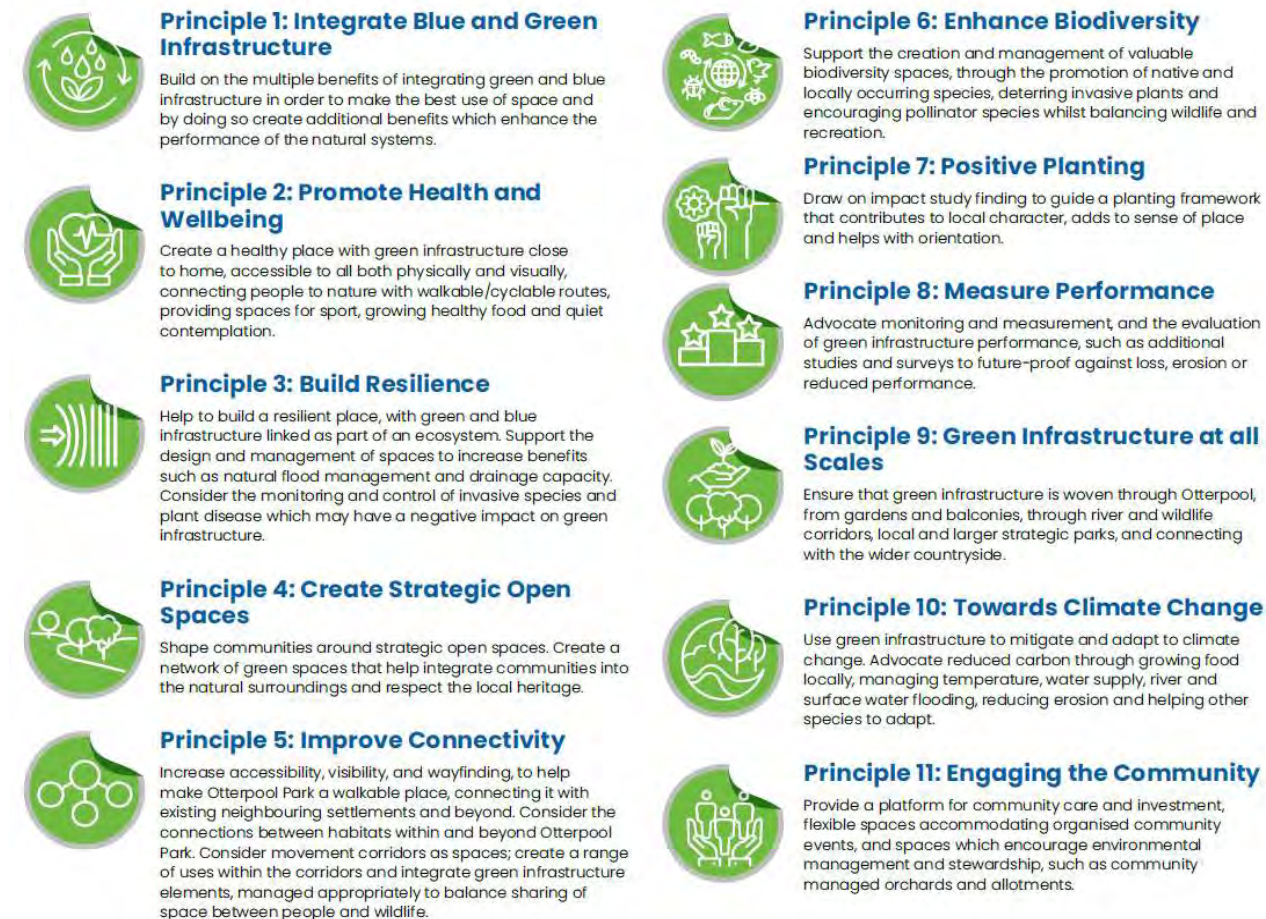 Principle 1: Integrate Blue and Green
Infrastructure
Build on the multiple benefits of integrating green and blue
infrastructure in order to make the best use of space and
by doing so create additional benefits which enhance the
performance of the natural systems.
Principle 2: Promote Health and
Wellbeing
Create a healthy place with green infrastructure close
to home, accessible to all both physically and visually,
connecting people to nature with walkable/cyclable routes,
providing spaces for sport, growing healthy food and quiet
contemplation.
Principle 3: Build Resilience
Help to build a resilient place, with green and blue
infrastructure linked as part of an ecosystem. Support the
design and management of spaces to increase benefits
such as natural flood management and drainage capacity.
Consider the monitoring and control of invasive species and
plant disease which may have a negative impact on green
infrastructure.
Principle 4: Create Strategic Open
Spaces
Shape communities around strategic open spaces. Create a
network of green spaces that help integrate communities into
the natural surroundings and respect the local heritage.
Principle 5: Improve Connectivity
Increase accessibility, visibility, and wayfinding, to help
make Otterpool Park a walkable place, connecting it with
existing neighbouring settlements and beyond. Consider the
connections between habitats within and beyond Otterpool
Park. Consider movement corridors as spaces; create a range
of uses within the corridors and integrate green infrastructure
elements, managed appropriately to balance sharing of
space between people and wildlife.
Principle 6: Enhance Biodiversity
Support the creation and management of valuable
biodiversity spaces, through the promotion of native and
locally occurring species, deterring invasive plants and
encouraging pollinator species whilst balancing wildlife and
recreation.
Principle 7: Positive Planting
Draw on impact study finding to guide a planting framework
that contributes to local character, adds to sense of place
and helps with orientation.
Principle 8: Measure Performance
Advocate monitoring and measurement, and the evaluation
of green infrastructure performance, such as additional
studies and surveys to future-proof against loss, erosion or
reduced performance.
Principle 9: Green Infrastructure at all
Scales
Ensure that green infrastructure is woven through Otterpool,
from gardens and balconies, through river and wildlife
corridors, local and larger strategic parks, and connecting
with the wider countryside.
Principle 10: Towards Climate Change
Use green infrastructure to mitigate and adapt to climate
change. Advocate reduced carbon through growing food
locally, managing temperature, water supply, river and
surface water flooding, reducing erosion and helping other
species to adapt.
Principle 11: Engaging the Community
Provide a platform for community care and investment,
flexible spaces accommodating organised community
events, and spaces which encourage environmental
management and stewardship, such as community
managed orchards and allotments.